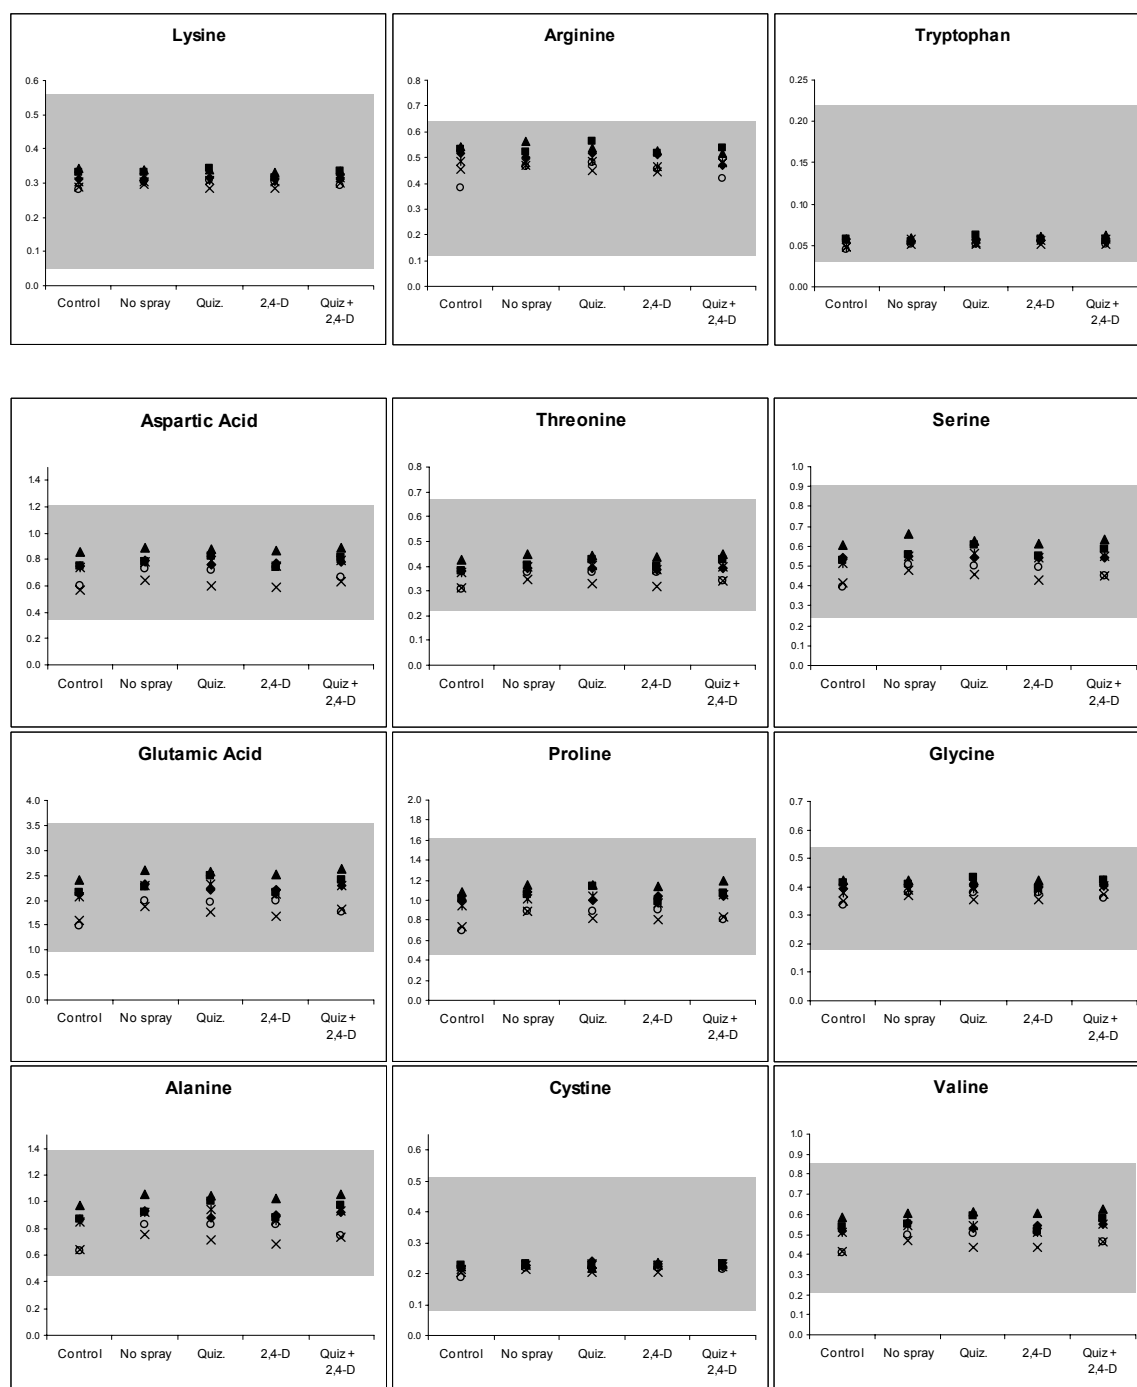 Lysine
0.6
0.5
0.4
0.3
0.2
0.1
0.0
Control No spray Quiz. 2,4-D Quiz +
2,4-D
Arginine
0.8
0.7
0.6
0.5
0.4
0.3
0.2
0.1
0.0
Control No spray Quiz. 2,4-D Quiz +
2,4-D
Tryptophan
0.25
0.20
0.15
0.10
0.05
0.00
Control No spray Quiz. 2,4-D Quiz +
2,4-D
Aspartic Acid
1.4
1.2
1.0
0.8
0.6
0.4
0.2
0.0
Control No spray Quiz. 2,4-D Quiz +
2,4-D
Threonine
0.8
0.7
0.6
0.5
0.4
0.3
0.2
0.1
0.0
Control No spray Quiz. 2,4-D Quiz +
2,4-D
Serine
1.0
0.9
0.8
0.7
0.6
0.5
0.4
0.3
0.2
0.1
0.0
Control No spray Quiz. 2,4-D Quiz +
2,4-D
Glutamic Acid
4.0
3.5
3.0
2.5
2.0
1.5
1.0
0.5
0.0
Control No spray Quiz. 2,4-D Quiz +
2,4-D
Proline
2.0
1.8
1.6
1.4
1.2
1.0
0.8
0.6
0.4
0.2
0.0
Control No spray Quiz. 2,4-D Quiz +
2,4-D
Glycine
0.7
0.6
0.5
0.4
0.3
0.2
0.1
0.0
Control No spray Quiz. 2,4-D Quiz +
2,4-D
Alanine
1.4
1.2
1.0
0.8
0.6
0.4
0.2
0.0
Control No spray Quiz. 2,4-D Quiz +
2,4-D
Cystine
0.6
0.5
0.4
0.3
0.2
0.1
0.0
Control No spray Quiz. 2,4-D Quiz +
2,4-D
Valine
1.0
0.9
0.8
0.7
0.6
0.5
0.4
0.3
0.2
0.1
0.0
Control No spray Quiz. 2,4-D Quiz +
2,4-D